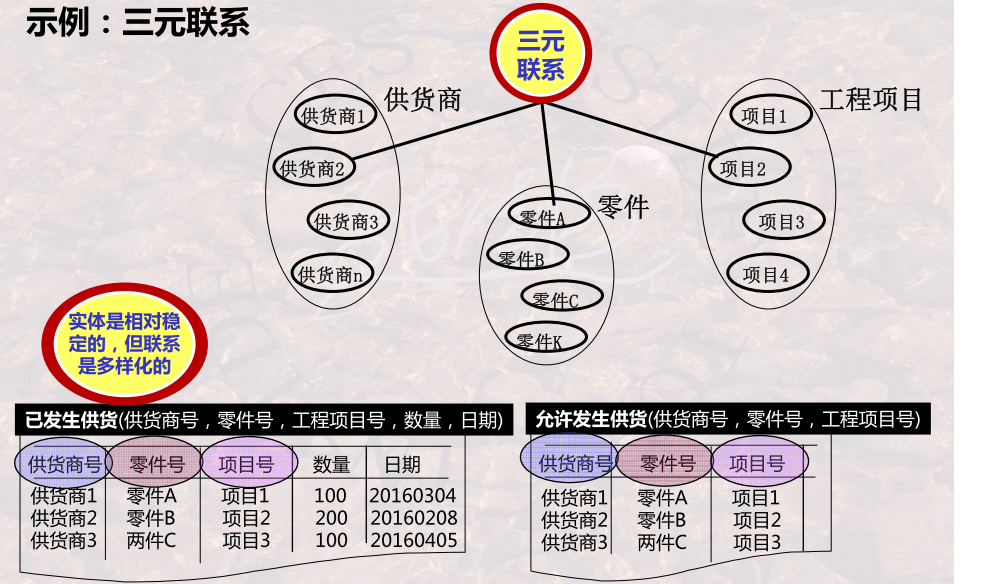 示例：三元联系
三元
联系
供货商
供货商1
供货商2
供货商3
供货商n
零件
零件A
零件B
零件C
零件K
工程项目
项目1
项目2
项目3
项目4
实体是相对稳
定的，但联系
是多样化的
已发生供货(供货商号，零件号，工程项目号，数量，日期)
供货商号 零件号 项目号 数量 日期
供货商1 零件A 项目1 100 20160304
供货商2 零件B 项目2 200 20160208
供货商3 两件C 项目3 100 20160405
允许发生供货(供货商号，零件号，工程项目号)
供货商号 零件号 项目号
供货商1 零件A 项目1
供货商2 零件B 项目2
供货商3 两件C 项目3